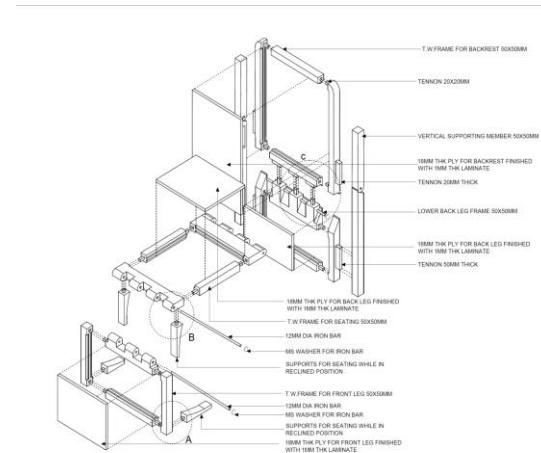 T.W.FRAME FOR BACKREST 50X50MM
TENNON 20X20MM
VERTICAL SUPPORTING MEMBER 50X50MM
C
18MM THK PLY FOR BACKREST FINISHED
WITH 1MM THK LAMINATE
TENNON 20MM THICK
LOWER BACK LEG FRAME 50X50MM
18MM THK PLY FOR BACK LEG FINISHED
WITH 1MM THK LAMINATE
TENNON 50MM THICK
18MM THK PLY FOR BACK LEG FINISHED
WITH 1MM THK LAMINATE
T.W.FRAME FOR SEATING 50X50MM
B
12MM DIA IRON BAR
MS WASHER FOR IRON BAR
SUPPORTS FOR SEATING WHILE IN
RECLINED POSITION
T.W.FRAME FOR FRONT LEG 50X50MM
12MM DIA IRON BAR
MS WASHER FOR IRON BAR
SUPPORTS FOR SEATING WHILE IN
RECLINED POSITION
A
18MM THK PLY FOR FRONT LEG FINISHED
WITH 1MM THK LAMINATE